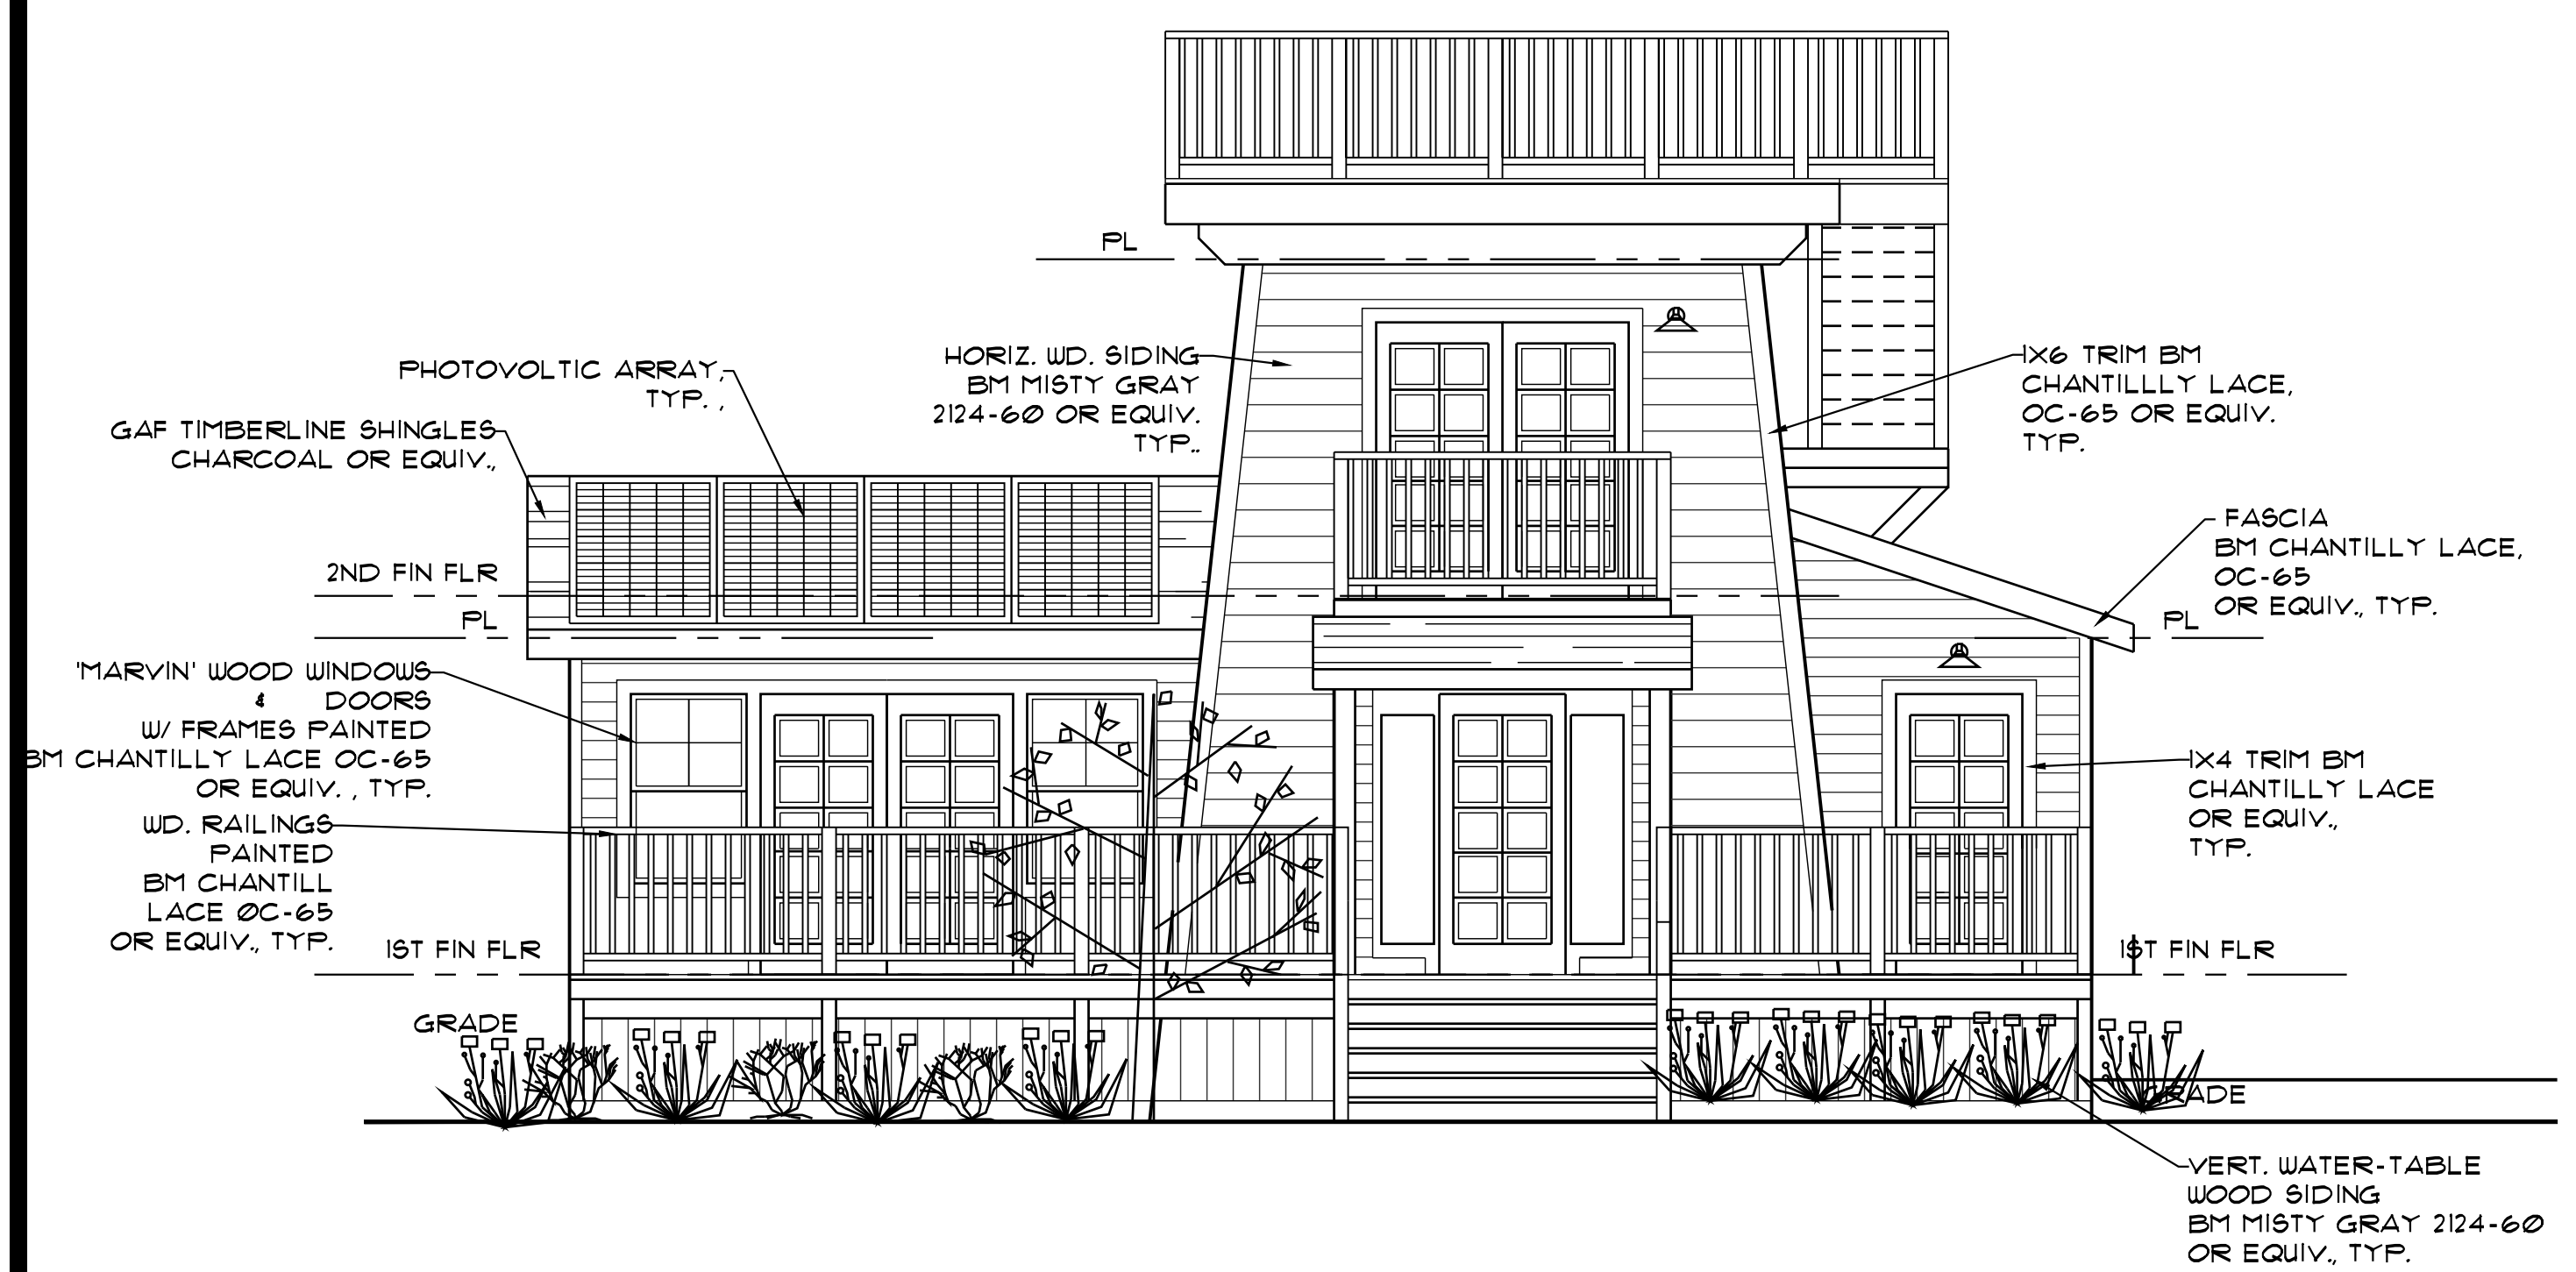 PL
PHOTOVOLTIC ARRAY,
TYP. ,
GAF TIMBERLINE SHINGLES
CHARCOAL OR EQUIV.,
HORIZ. WD. SIDING
BM MISTY GRAY
2124-60 OR EQUIV.
TYP..
1X6 TRIM BM
CHANTILLLY LACE,
OC-65 OR EQUIV.
TYP.
FASCIA
BM CHANTILLY LACE,
OC-65
OR EQUIV., TYP.
2ND FIN FLR
PL
PL
'MARVIN' WOOD WINDOWS
& DOORS
W/ FRAMES PAINTED
BM CHANTILLY LACE OC-65
OR EQUIV. , TYP.
WD. RAILINGS
PAINTED
BM CHANTILL
LACE 0C-65
OR EQUIV., TYP.
1X4 TRIM BM
CHANTILLY LACE
OR EQUIV.,
TYP.
1ST FIN FLR
1ST FIN FLR
GRADE
GRADE
VERT. WATER-TABLE
WOOD SIDING
BM MISTY GRAY 2124-60
OR EQUIV., TYP.